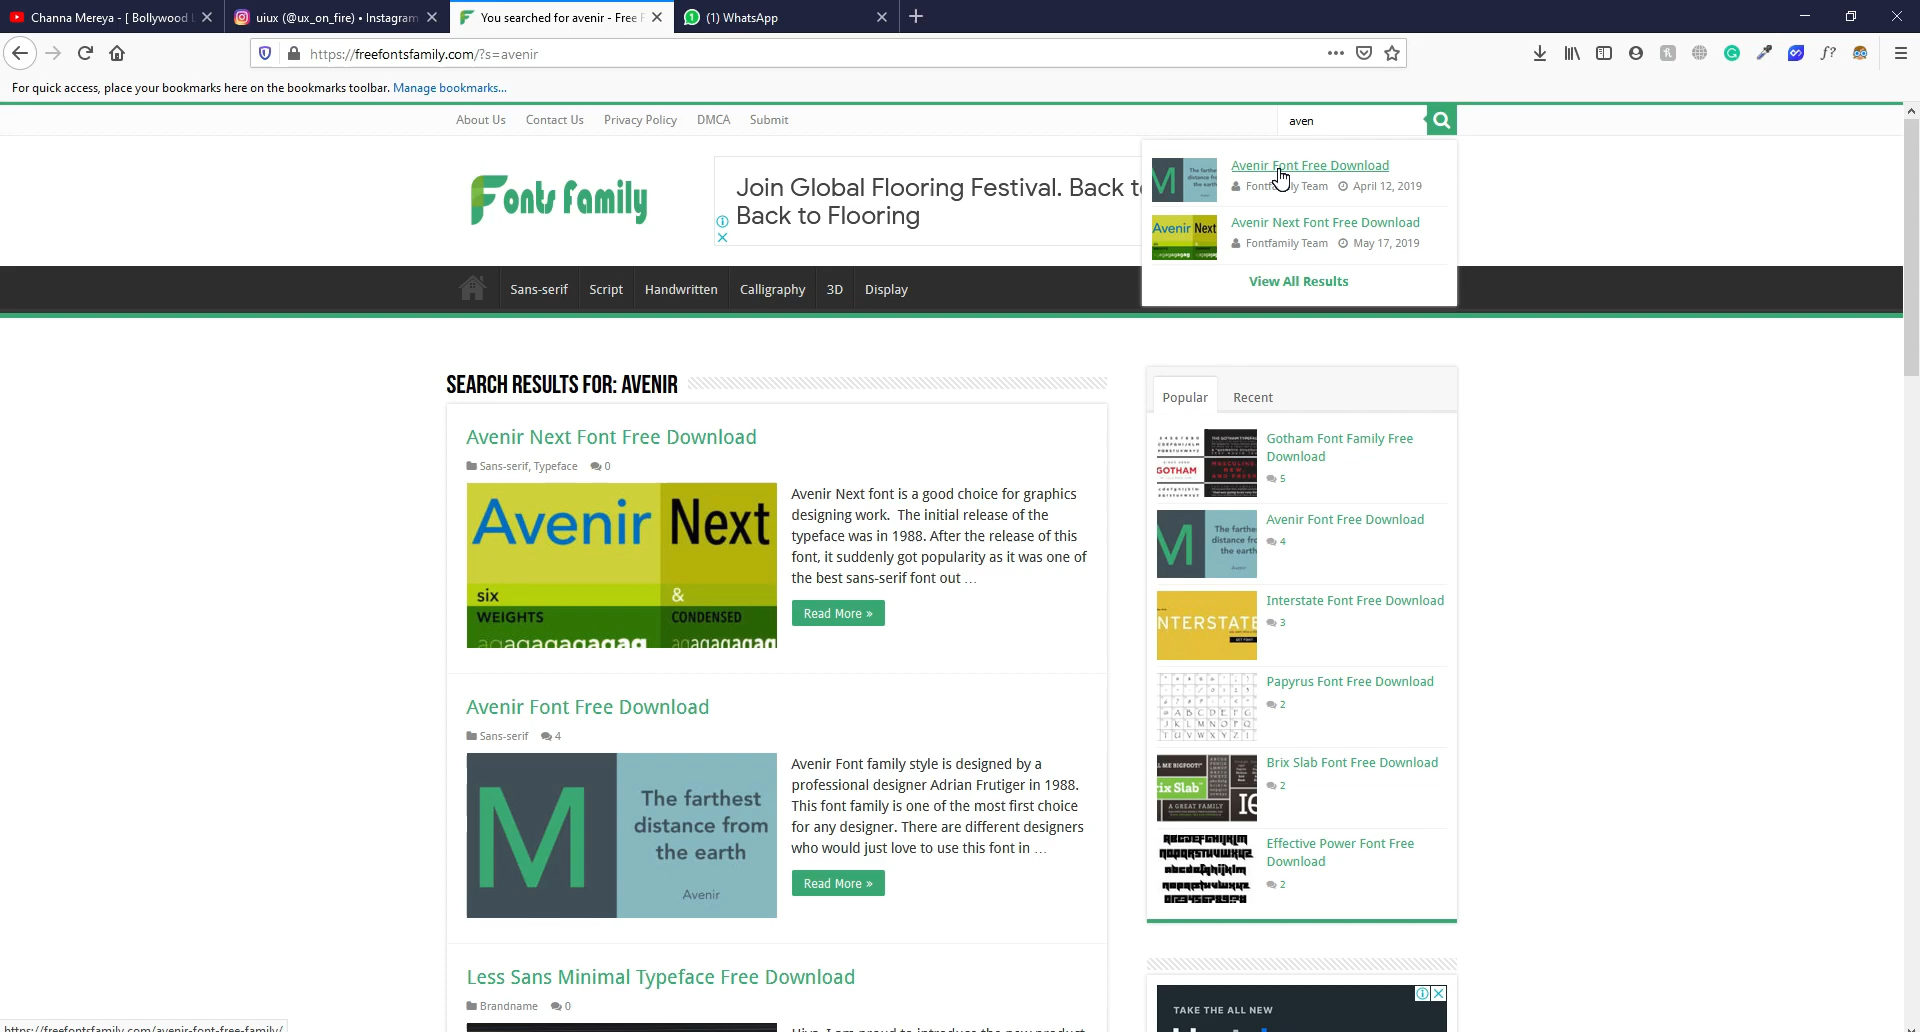 Channa Mereya - [ Bollywood L
uiux (@ux_on_fire) • Instagram
You searched for avenir - Free F
(1) WhatsApp
https://freefontsfamily.com/?s=avenir
For quick access, place your bookmarks here on the bookmarks toolbar. Manage bookmarks...
About Us
Contact Us
Privacy Policy
DMCA
Submit
aven
Fonts Family
Join Global Flooring Festival. Back to
Back to Flooring
Avenir Font Free Download
April 12, 2019
Avenir Next Font Free Download
Fontfamily Team May 17, 2019
View All Results
Sans-serif
Script
Handwritten
Calligraphy
3D
Display
SEARCH RESULTS FOR: AVENIR
Avenir Next Font Free Download
Sans-serif, Typeface 0
Avenir Next
six & 
WEIGHTS CONDENSED
Avenir Next font is a good choice for graphics
designing work. The initial release of the
typeface was in 1988. After the release of this
font, it suddenly got popularity as it was one of
the best sans-serif font out …
Read More »
Avenir Font Free Download
Sans-serif 4
M
The farthest
distance from
the earth
Avenir
Avenir Font family style is designed by a
professional designer Adrian Frutiger in 1988.
This font family is one of the most first choice
for any designer. There are different designers
who would just love to use this font in …
Read More »
Less Sans Minimal Typeface Free Download
Brandname 0
Popular
Recent
Gotham Font Family Free
Download
5
GOTHAM
Avenir Font Free Download
4
Interstate Font Free Download
3
NTERSTATE
Papyrus Font Free Download
2
Brix Slab Font Free Download
2
Effective Power Font Free
Download
2
TAKE THE ALL NEW
https://freefontsfamily.com/avenir-font-free-family/